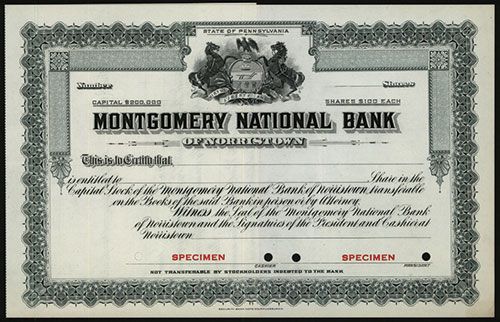 STATE OF PENNSYLVANIA
Number
Shares
CAPITAL $200,000
SHARES $100 EACH
MONTGOMERY NATIONAL BANK
OF NORRISTOWN
This is to Certify that
is entitled to Share in the
Capital Stock of the Montgomery National Bank of Norristown, transferable
on the Books of the said Bank in person or by Attorney.
Witness the Seal of the Montgomery National Bank
of Norristown and the Signatures of the President and Cashier at
Norristown.
SPECIMEN SPECIMEN
CASHIER PRESIDENT
NOT TRANSFERABLE BY STOCKHOLDERS INDEBTED TO THE BANK